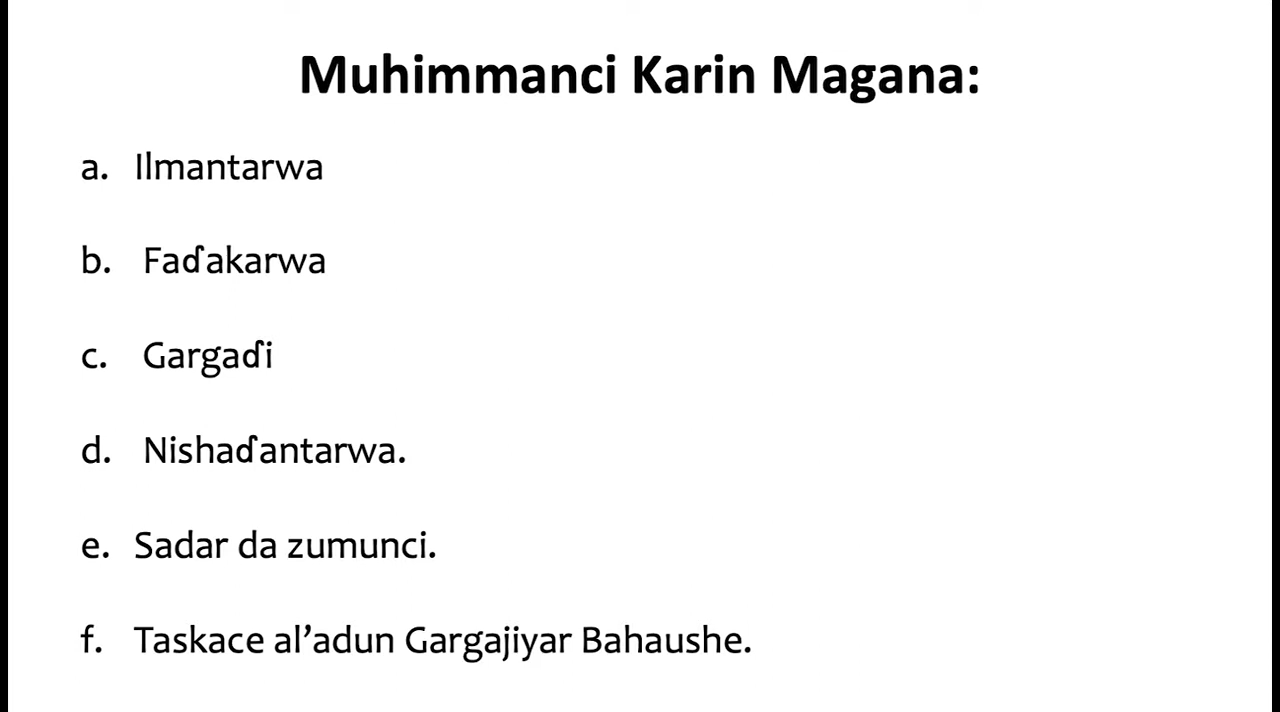 Muhimmanci Karin Magana:
a. Ilmantarwa
b. Faɗakarwa
c. Gargaɗi
d. Nishaɗantarwa.
e. Sadar da zumunci.
f. Taskace al’adun Gargajiyar Bahaushe.